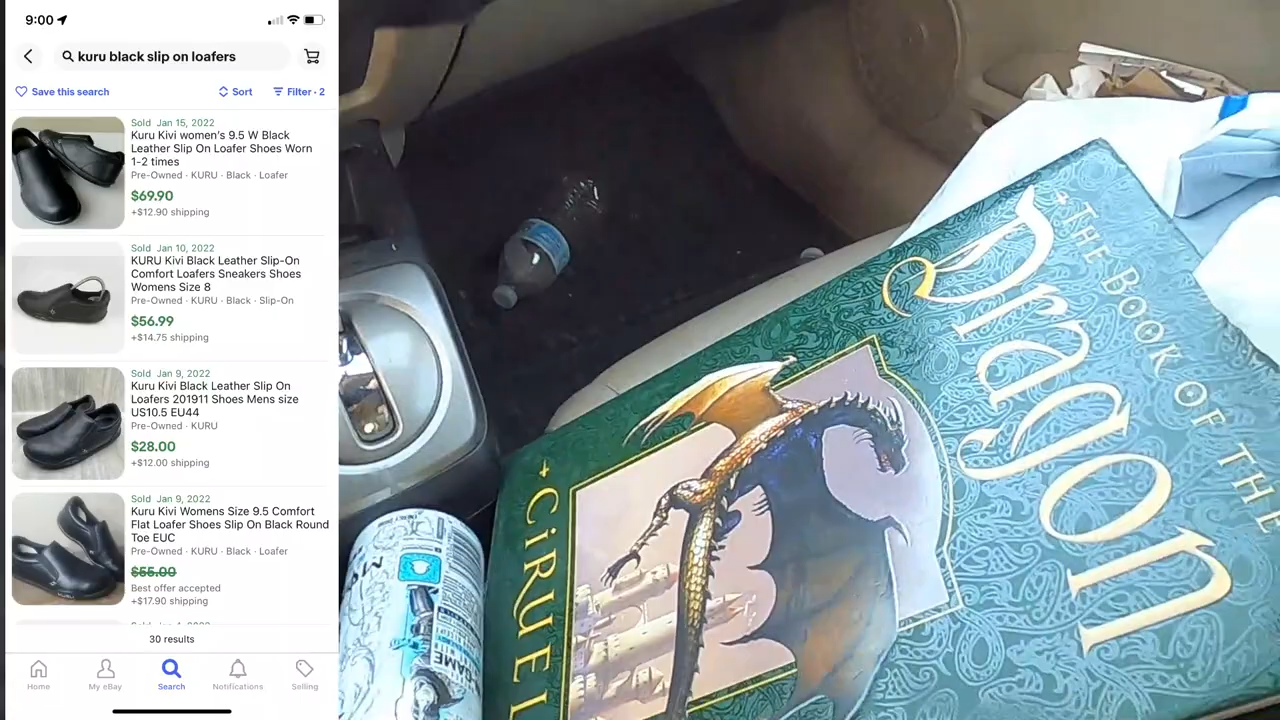 9:00
kuru black slip on loafers
Save this search
Sort
Filter · 2
Sold Jan 15, 2022
Kuru Kivi women's 9.5 W Black
Leather Slip On Loafer Shoes Worn
1-2 times
Pre-Owned · KURU · Black · Loafer
$69.90
+$12.90 shipping
Sold Jan 10, 2022
KURU Kivi Black Leather Slip-On
Comfort Loafers Sneakers Shoes
Womens Size 8
Pre-Owned · KURU · Black · Slip-On
$56.99
+$14.75 shipping
Sold Jan 9, 2022
Kuru Kivi Black Leather Slip On
Loafers 201911 Shoes Mens size
US10.5 EU44
Pre-Owned · KURU
$28.00
+$12.00 shipping
Sold Jan 9, 2022
Kuru Kivi Womens Size 9.5 Comfort
Flat Loafer Shoes Slip On Black Round
Toe EUC
Pre-Owned · KURU · Black · Loafer
$55.00
Best offer accepted
+$17.90 shipping
30 results
Home
My eBay
Search
Notifications
Selling
THE BOOK OF THE
Dragon
CIRUEL